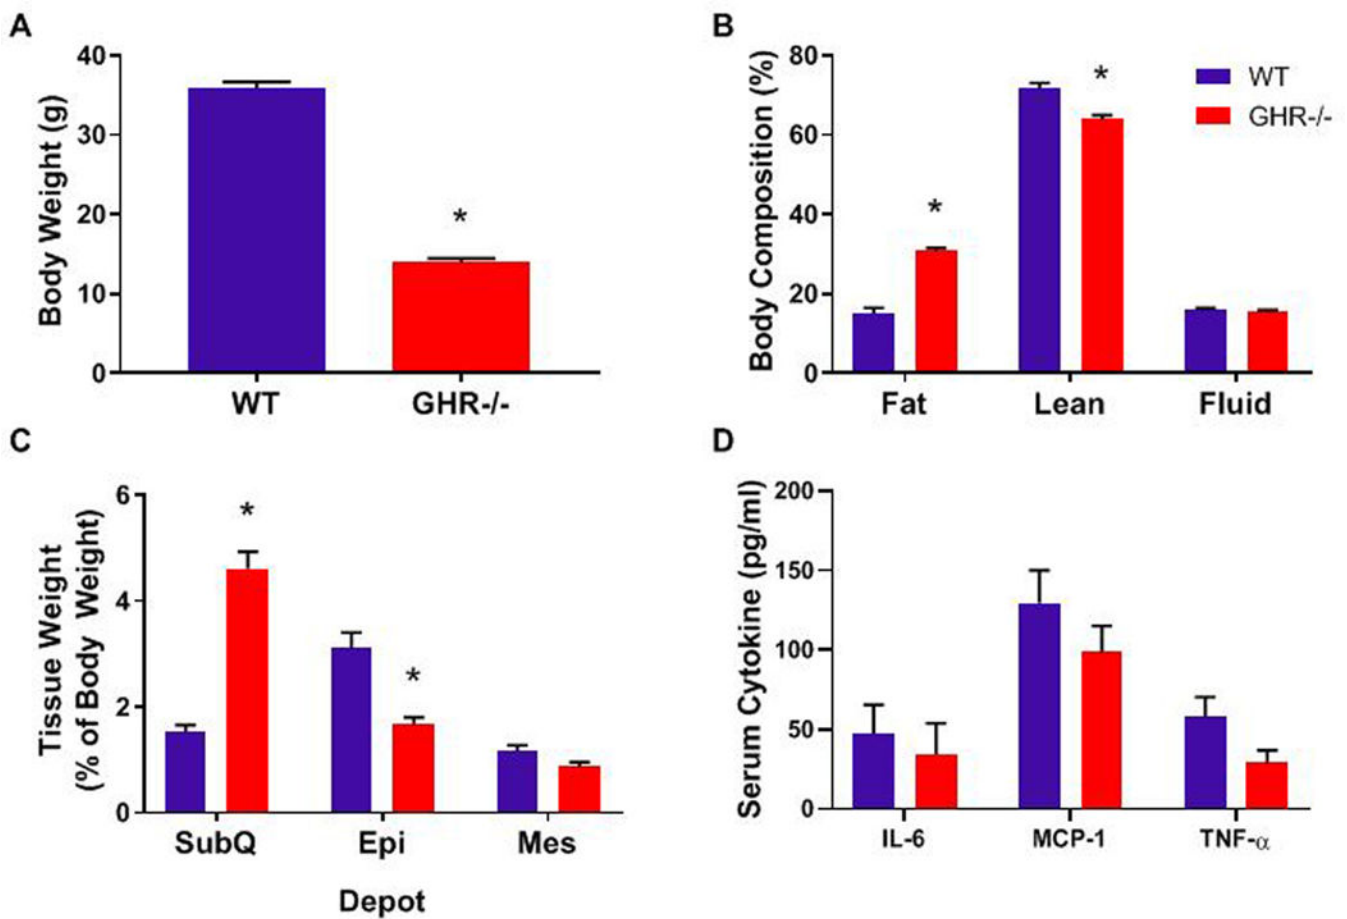 A
Body Weight (g)
40
30
20
10
0
*
WT
GHR-/-
B
Body Composition (%)
80
60
40
20
0
*
*
WT
GHR-/-
Fat
Lean
Fluid
C
Tissue Weight
(% of Body Weight)
6
4
2
0
*
*
SubQ
Epi
Mes
Depot
D
Serum Cytokine (pg/ml)
200
150
100
50
0
IL-6
MCP-1
TNF-α